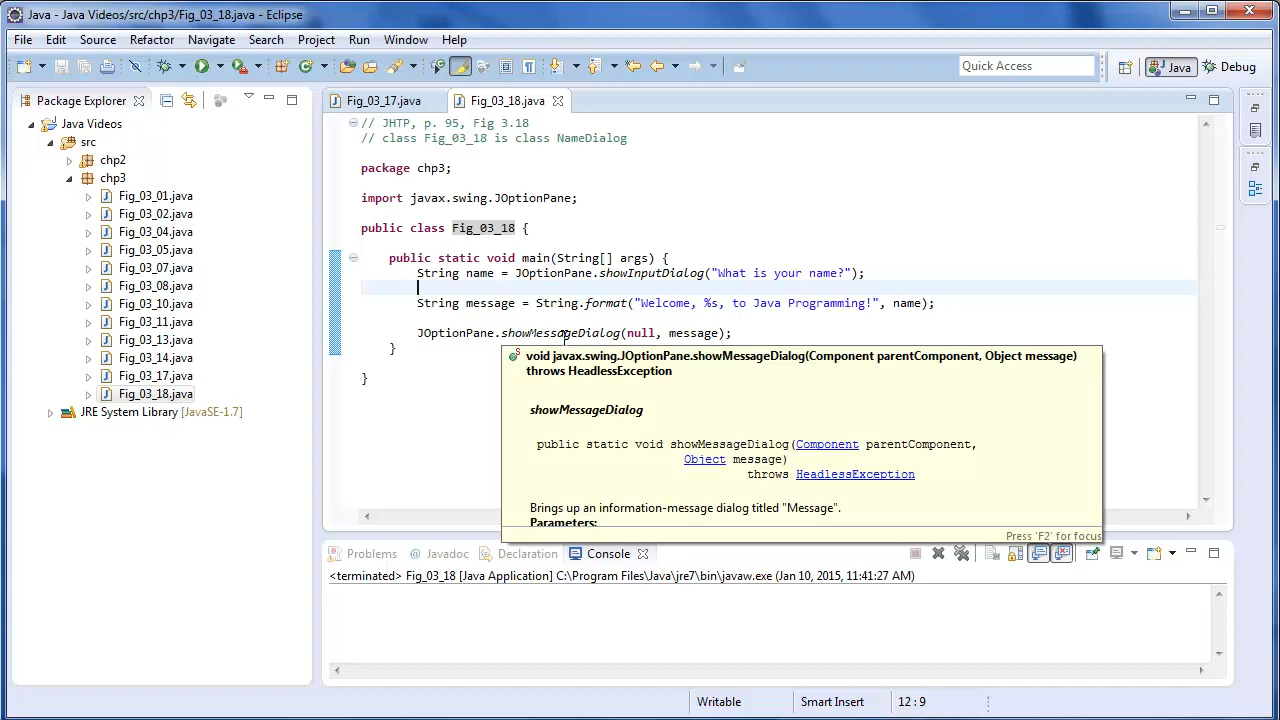 Java - Java Videos/src/chp3/Fig_03_18.java - Eclipse
File Edit Source Refactor Navigate Search Project Run Window Help
Quick Access
Java
Debug
Package Explorer
Java Videos
src
chp2
chp3
Fig_03_01.java
Fig_03_02.java
Fig_03_04.java
Fig_03_05.java
Fig_03_07.java
Fig_03_08.java
Fig_03_10.java
Fig_03_11.java
Fig_03_13.java
Fig_03_14.java
Fig_03_17.java
Fig_03_18.java
JRE System Library [JavaSE-1.7]
Fig_03_17.java
Fig_03_18.java
// JHTP, p. 95, Fig 3.18
// class Fig_03_18 is class NameDialog
package chp3;
import javax.swing.JOptionPane;
public class Fig_03_18 {
public static void main(String[] args) {
String name = JOptionPane.showInputDialog("What is your name?");
String message = String.format("Welcome, %s, to Java Programming!", name);
JOptionPane.showMessageDialog(null, message);
}
}
void javax.swing.JOptionPane.showMessageDialog(Component parentComponent, Object message)
throws HeadlessException
showMessageDialog
public static void showMessageDialog(Component parentComponent,
Object message)
throws HeadlessException
Brings up an information-message dialog titled "Message".
Parameters:
Press 'F2' for focus
Problems
Javadoc
Declaration
Console
<terminated> Fig_03_18 [Java Application] C:\Program Files\Java\jre7\bin\javaw.exe (Jan 10, 2015, 11:41:27 AM)
Writable
Smart Insert
12 : 9